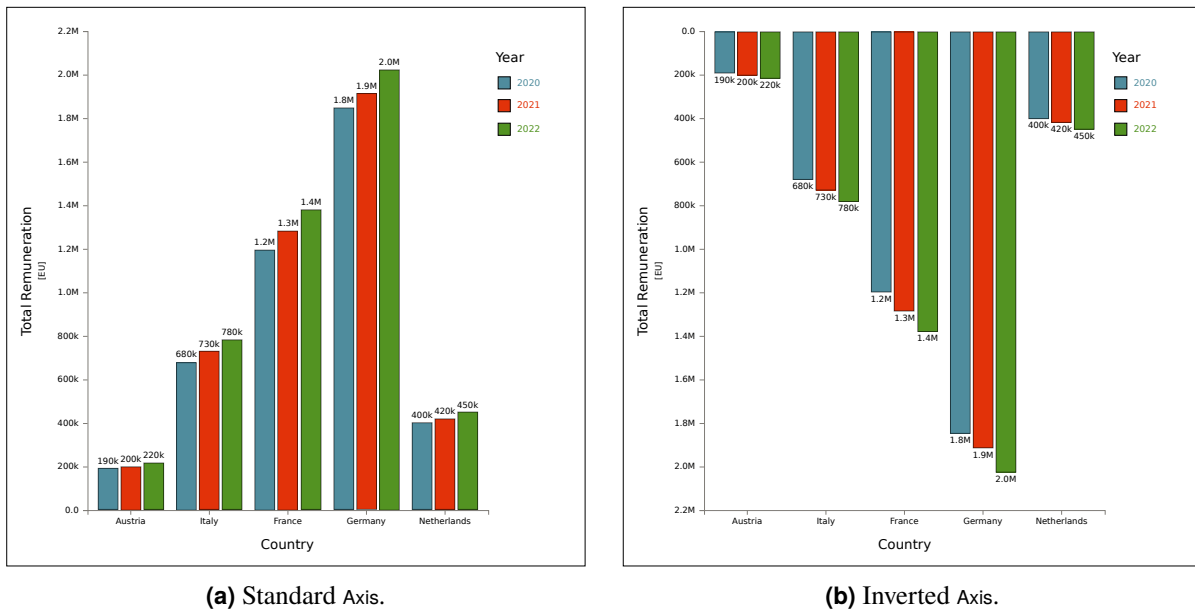 2.2M
2.0M
1.8M
1.6M
1.4M
1.2M
1.0M
800k
600k
400k
200k
0.0
Total Remuneration
[EU]
190k 200k 220k
680k 730k 780k
1.2M 1.3M 1.4M
1.8M 1.9M 2.0M
400k 420k 450k
Austria Italy France Germany Netherlands
Country
Year
2020
2021
2022
(a) Standard Axis.
0.0
200k
400k
600k
800k
1.0M
1.2M
1.4M
1.6M
1.8M
2.0M
2.2M
Total Remuneration
[EU]
190k 200k 220k
680k 730k 780k
1.2M 1.3M 1.4M
1.8M 1.9M 2.0M
400k 420k 450k
Austria Italy France Germany Netherlands
Country
Year
2020
2021
2022
(b) Inverted Axis.